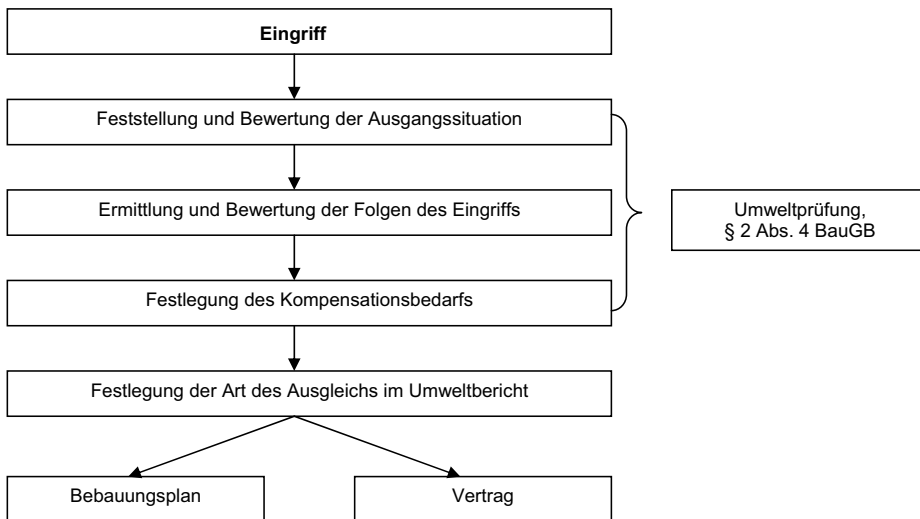 Eingriff
Feststellung und Bewertung der Ausgangssituation
Ermittlung und Bewertung der Folgen des Eingriffs
Umweltprüfung,
§ 2 Abs. 4 BauGB
Festlegung des Kompensationsbedarfs
Festlegung der Art des Ausgleichs im Umweltbericht
Bebauungsplan
Vertrag